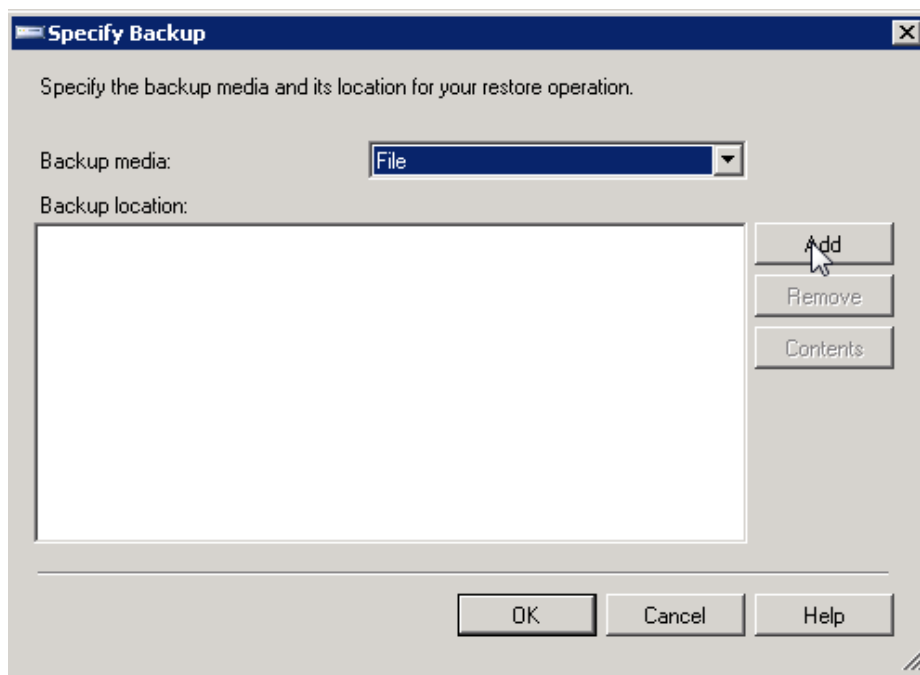 Specify Backup
Specify the backup media and its location for your restore operation.
Backup media: File
Backup location:
Add
Remove
Contents
OK Cancel Help